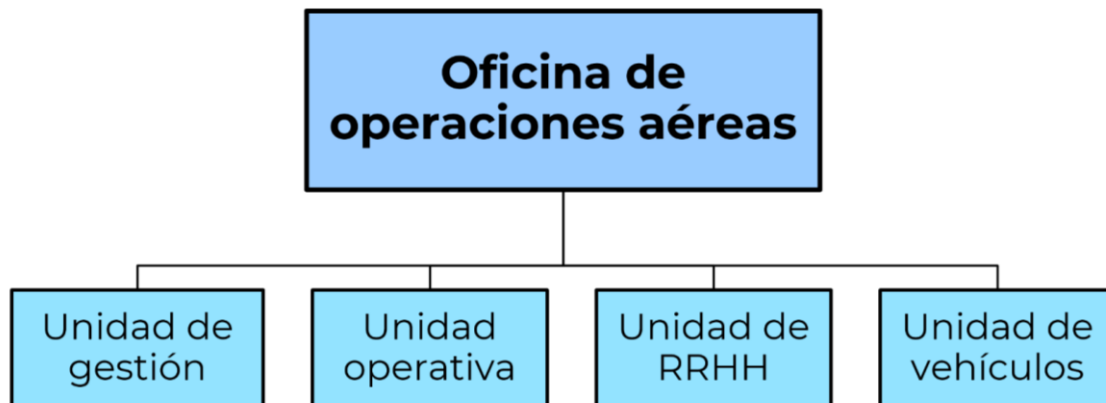 Oficina de
operaciones aéreas
Unidad de
gestión
Unidad
operativa
Unidad de
RRHH
Unidad de
vehículos